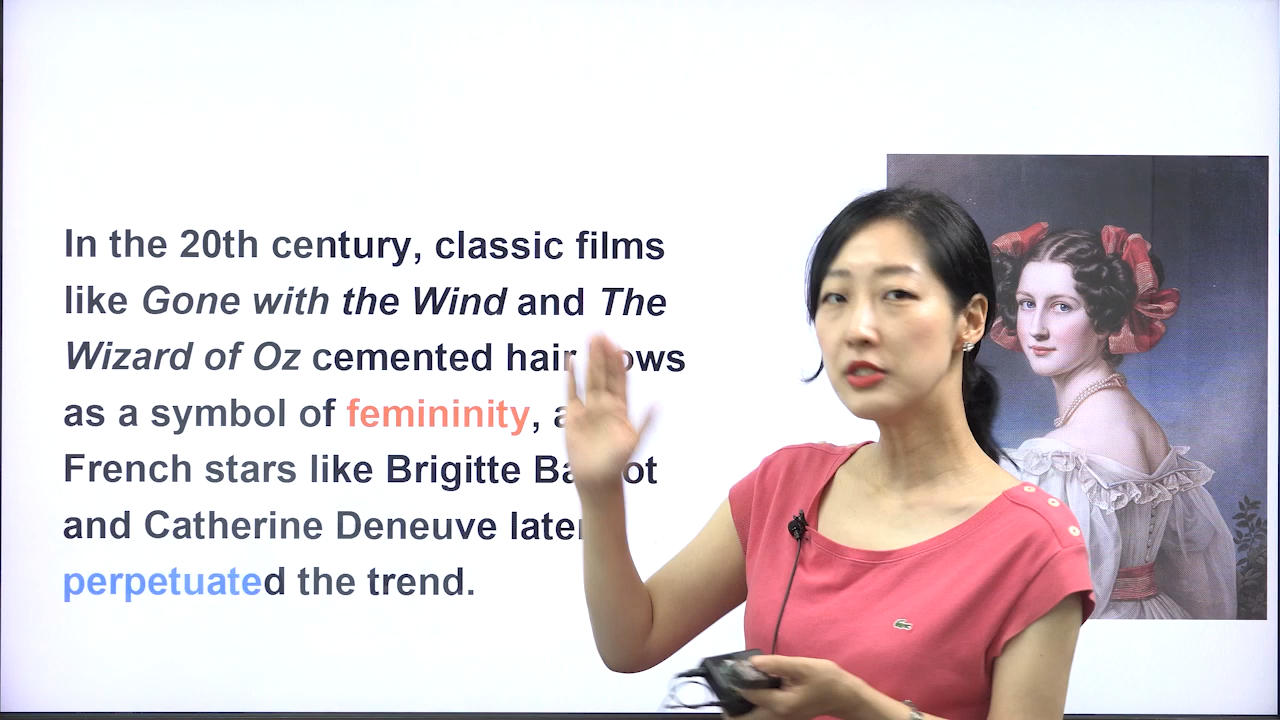 In the 20th century, classic films
like Gone with the Wind and The
Wizard of Oz cemented hair
as a symbol of femininity,
French stars like Brigitte
and Catherine Deneuve later
perpetuated the trend.